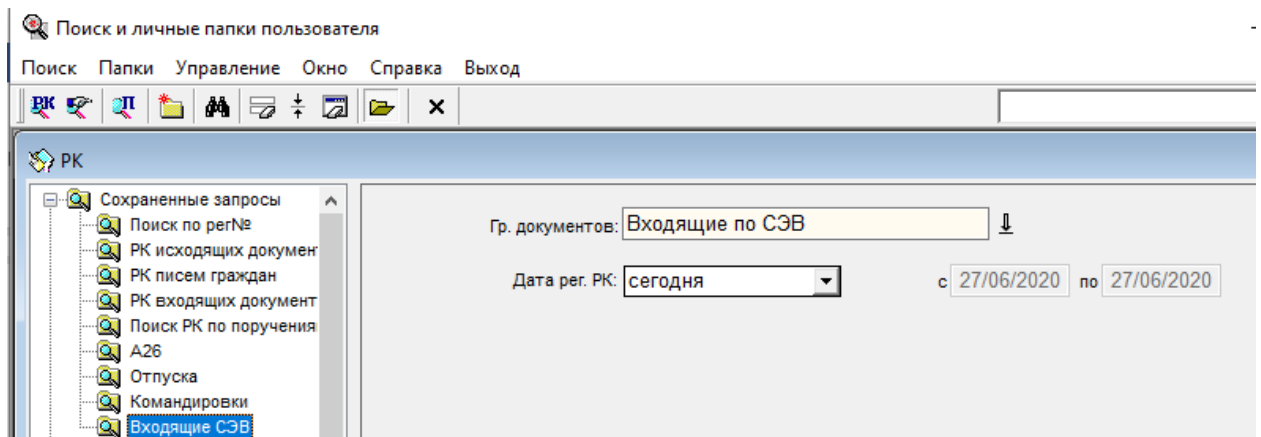 Поиск и личные папки пользователя
Поиск Папки Управление Окно Справка Выход
РК П
РК
Сохраненные запросы
Поиск по рег№
РК исходящих докумен
РК писем граждан
РК входящих документ
Поиск РК по поручения
А26
Отпуска
Командировки
Входящие СЭВ
Гр. документов: Входящие по СЭВ
Дата рег. РК: сегодня с 27/06/2020 по 27/06/2020